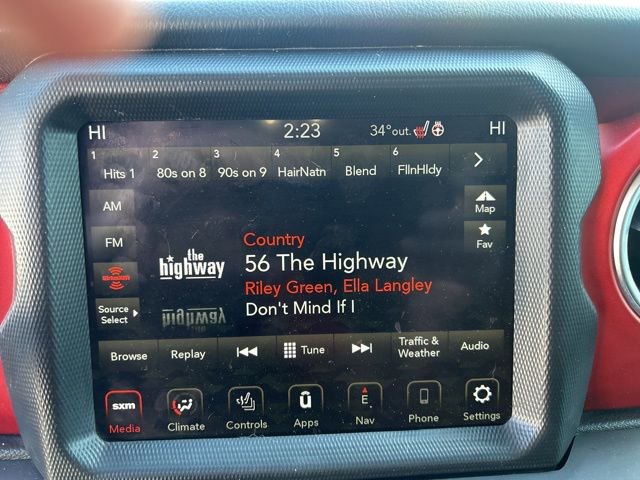 HI 2:23 34° out. HI
1 Hits 1 2 80s on 8 3 90s on 9 4 HairNatn 5 Blend 6 FllnHldy
AM
Map
FM
Fav
the
highway
Country
56 The Highway
Riley Green, Ella Langley
Don't Mind If I
Source
Select
highway
Browse Replay Tune Traffic &
Weather Audio
sxm
Media Climate Controls
û
Apps
E
Nav Phone Settings